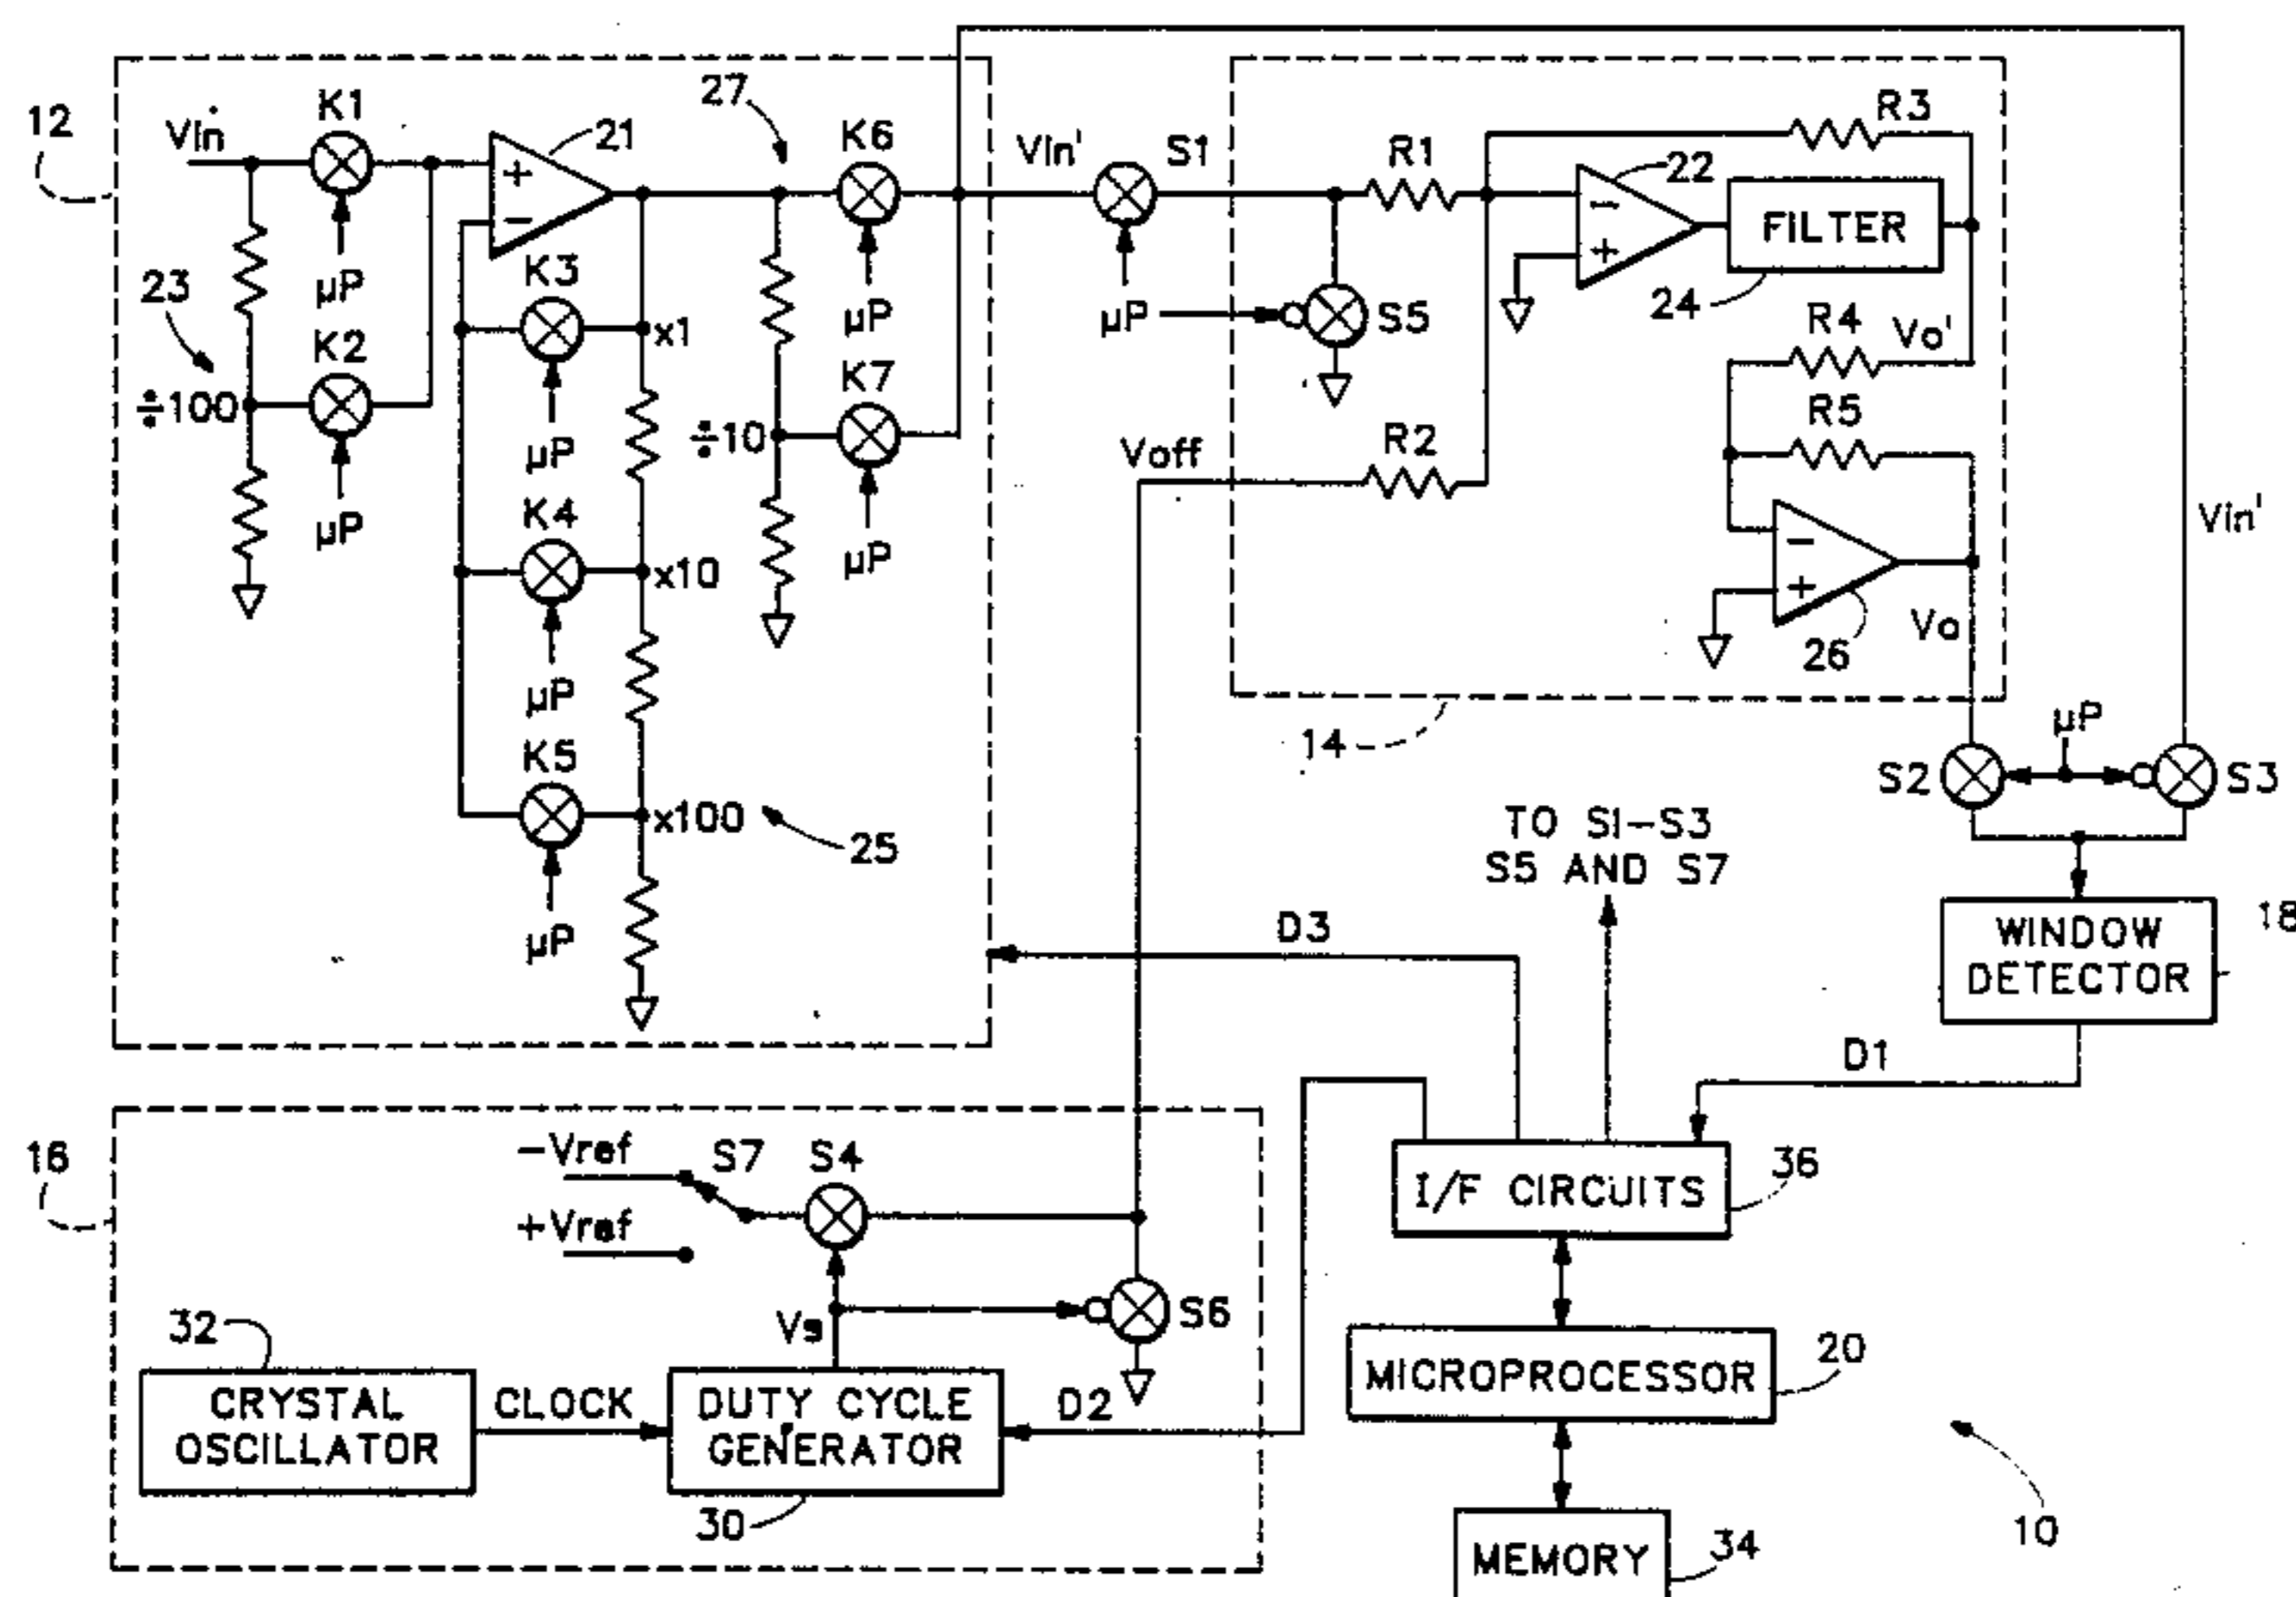 12
Vin
K1
21
27
K6
Vin'
S1
R1
R3
22
FILTER
24
23
K2
÷100
μP
μP
K3
x1
μP
K4
x10
μP
K5
x100
μP
25
μP
K7
÷10
μP
μP
S5
R4
Vo'
R5
Voff
R2
Vo
26
Vin'
14
μP
S2
S3
TO S1-S3
S5 AND S7
WINDOW
DETECTOR
18
D3
D1
16
-Vref
+Vref
S7
S4
S6
Vs
32
CRYSTAL
OSCILLATOR
CLOCK
DUTY CYCLE
GENERATOR
30
D2
I/F CIRCUITS
36
MICROPROCESSOR
20
MEMORY
34
10
+
-
-
+
-
+
μP